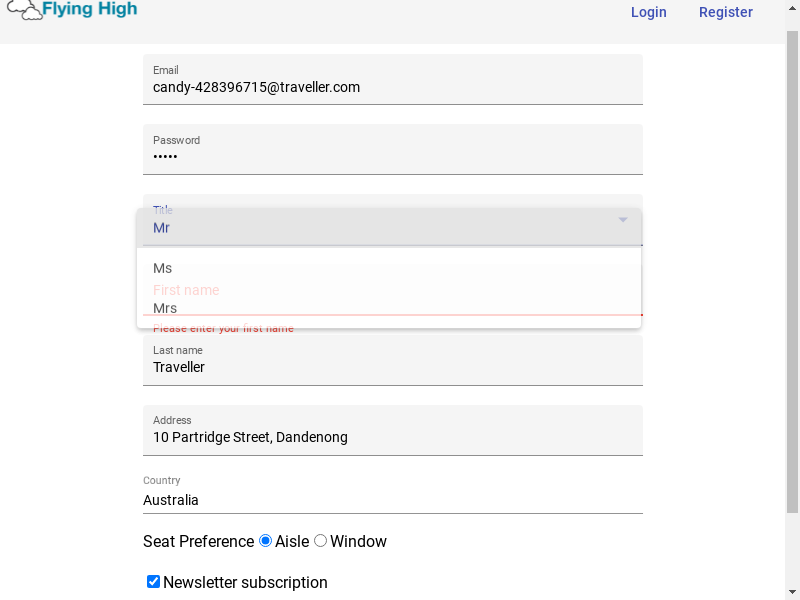 Flying High
Login Register
Email
candy-428396715@traveller.com
Password
•••••
Title
Mr
Ms
First name
Mrs
Please enter your first name
Last name
Traveller
Address
10 Partridge Street, Dandenong
Country
Australia
Seat Preference Aisle Window
Newsletter subscription